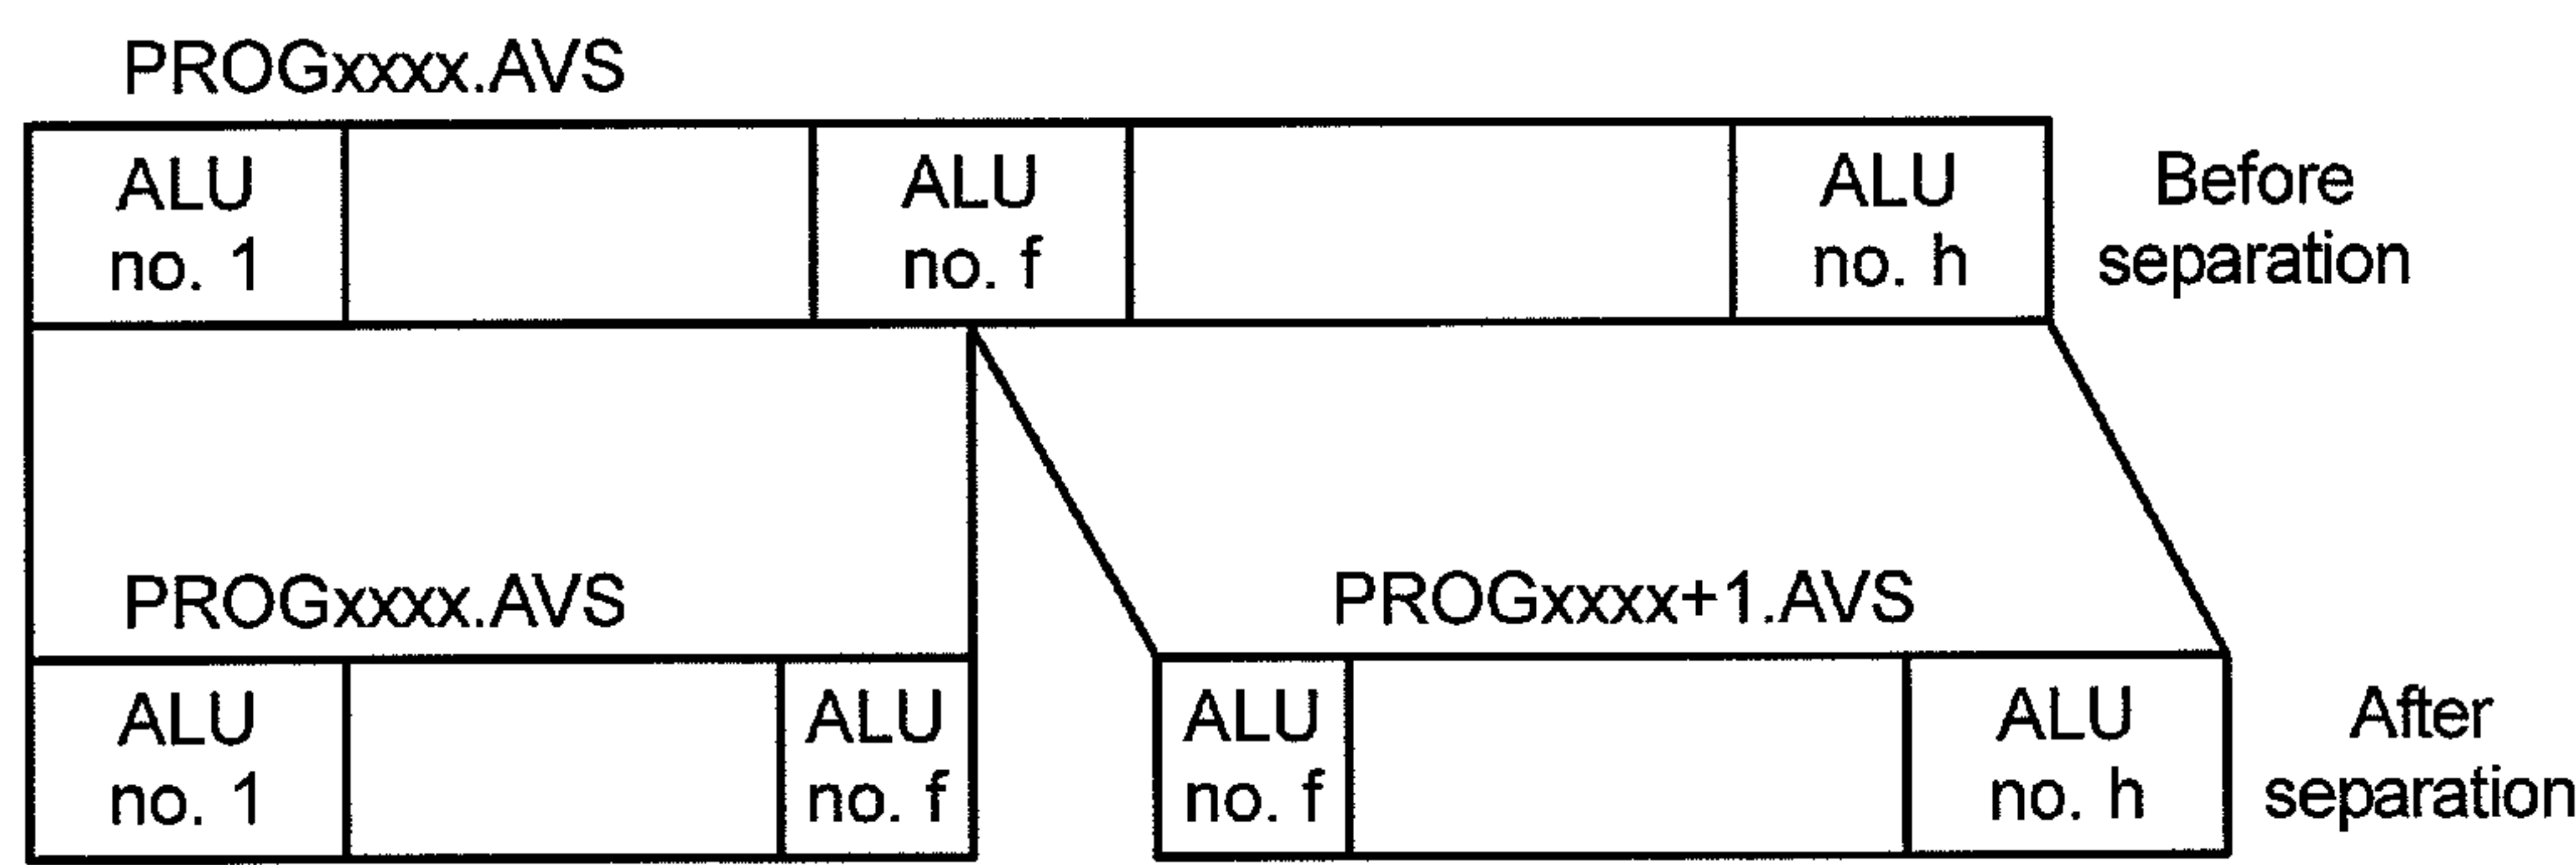 PROGxxxx.AVS
ALU
no. 1
ALU
no. f
ALU
no. h
Before
separation
PROGxxxx.AVS
PROGxxxx+1.AVS
ALU
no. 1
ALU
no. f
ALU
no. f
ALU
no. h
After
separation